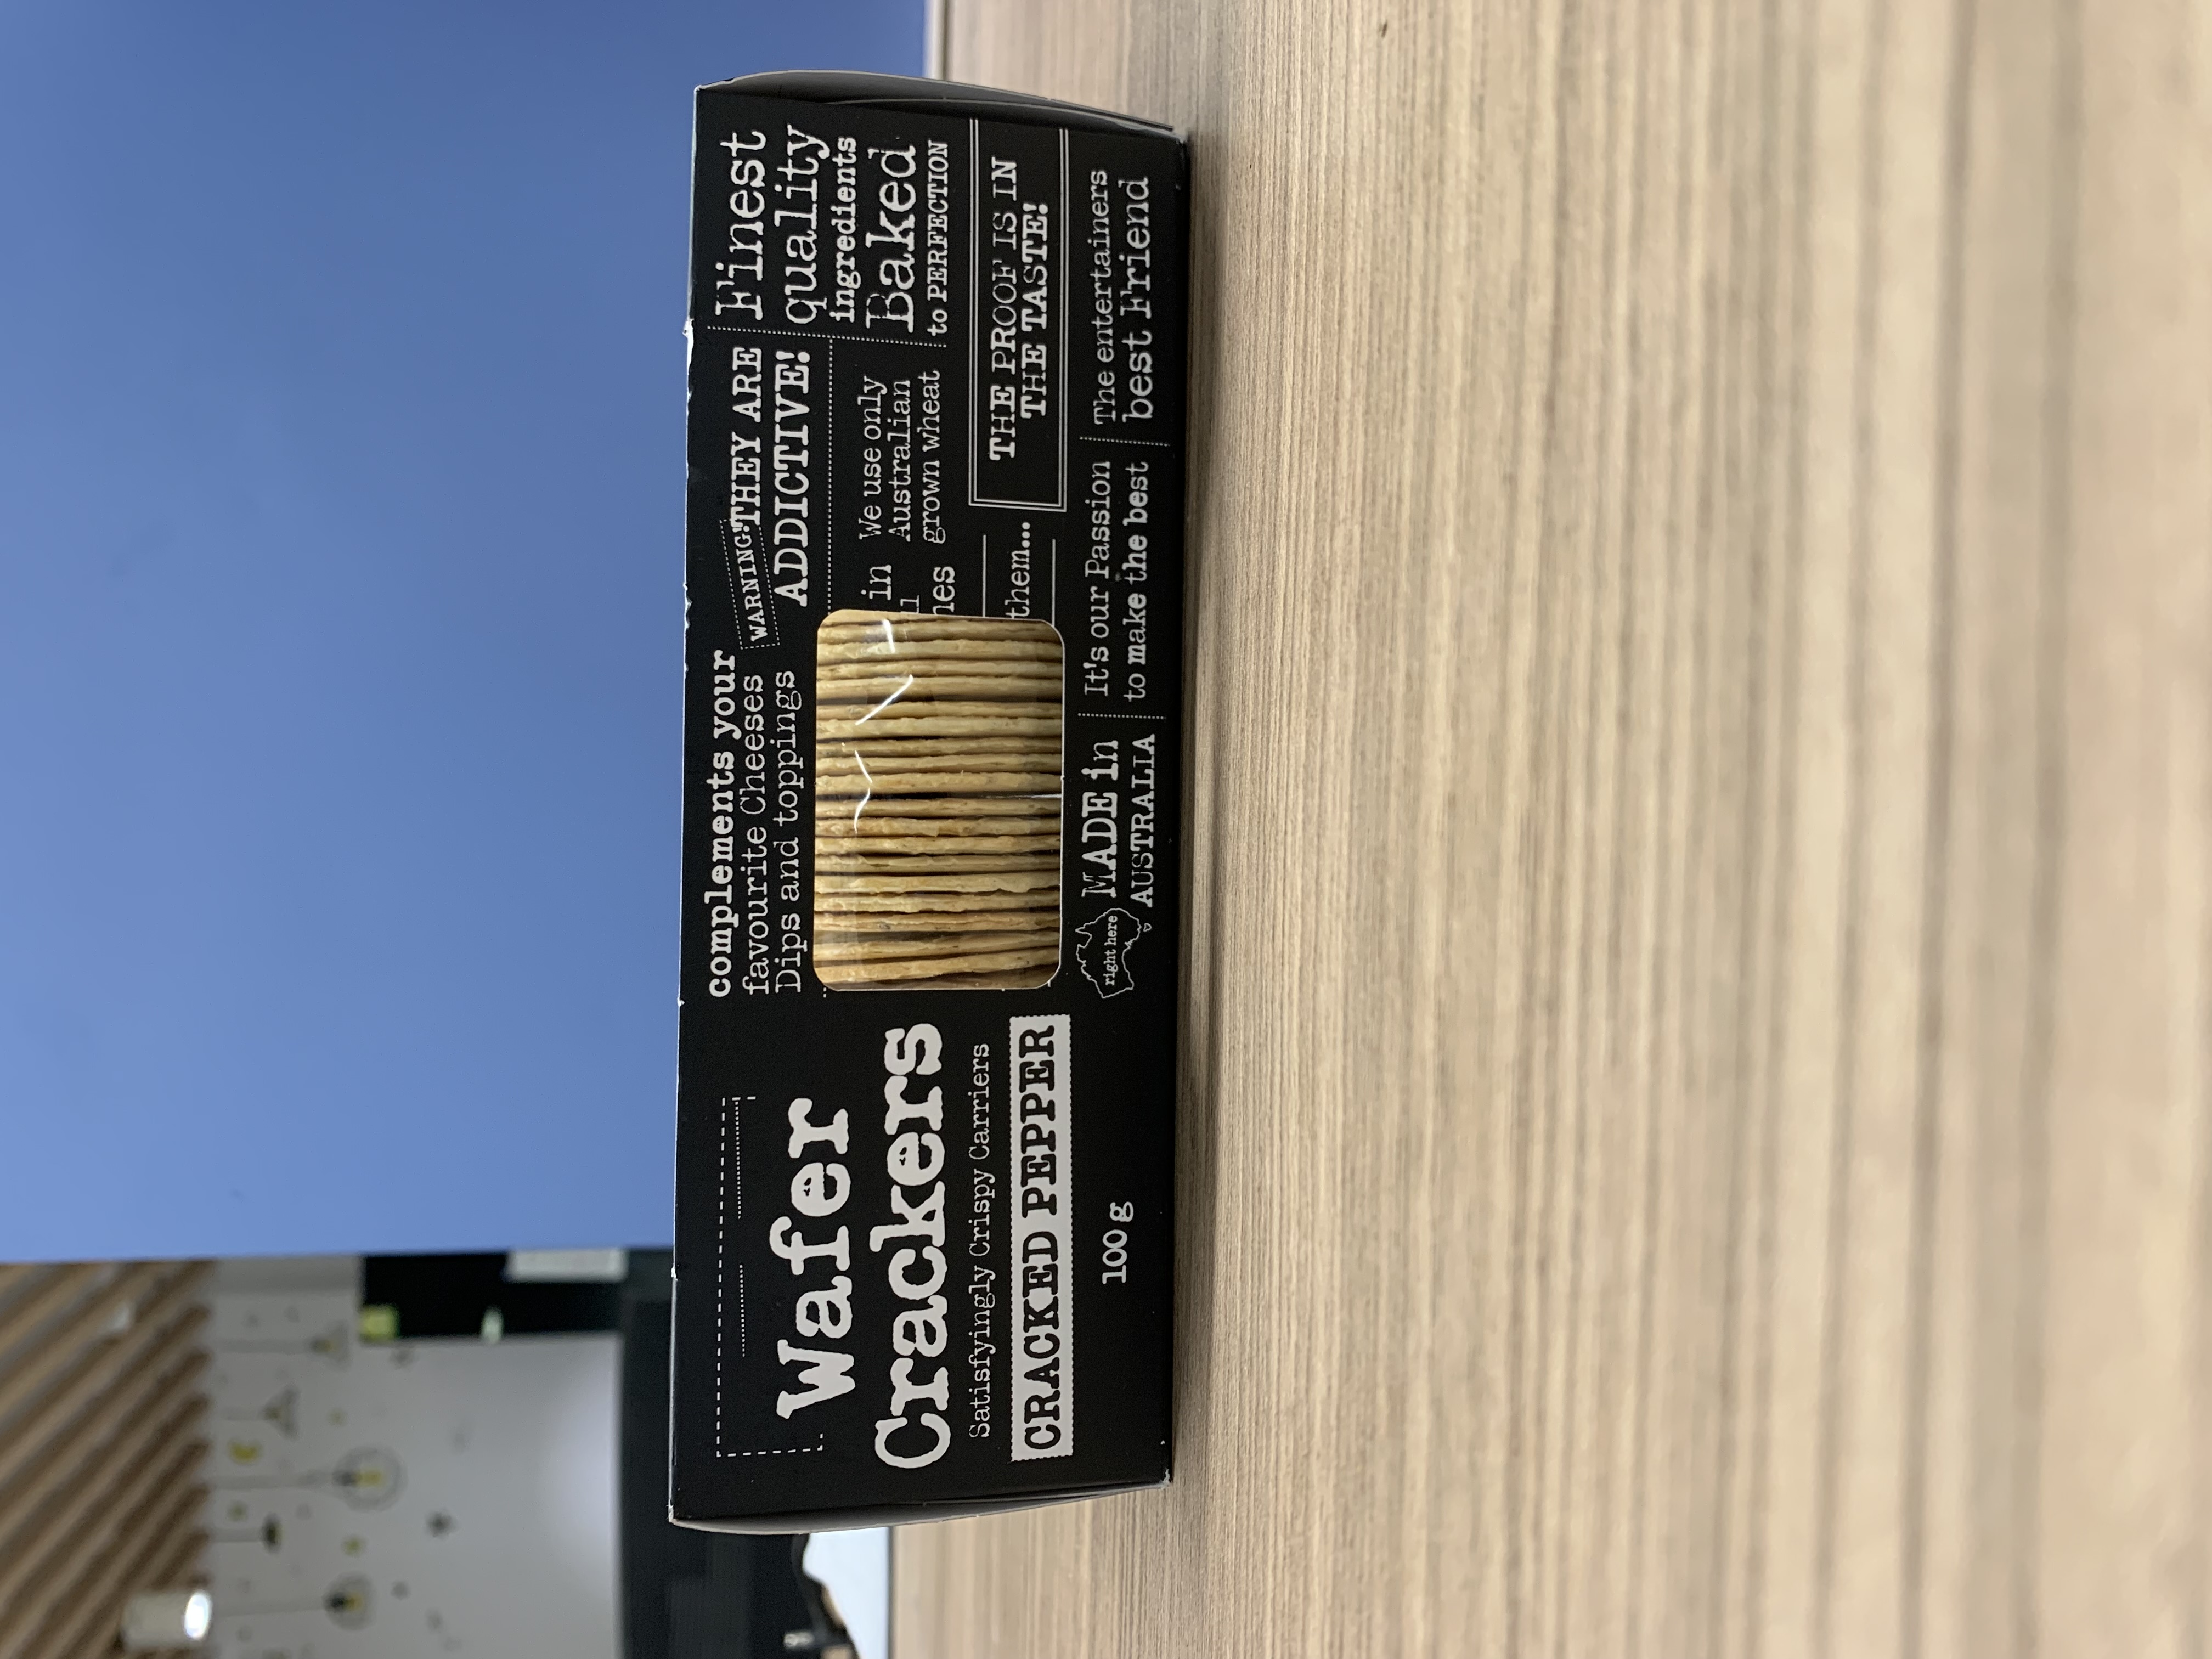 Wafer
Crackers
Satisfyingly Crispy Carriers
CRACKED PEPPER
100 g
complements your
favourite Cheeses
Dips and toppings
WARNING! THEY ARE
ADDICTIVE!
in
We use only
Australian
grown wheat
them...
Finest
quality
ingredients
Baked
to PERFECTION
THE PROOF IS IN
THE TASTE!
right here
MADE in
AUSTRALIA
It's our Passion
to make the best
The entertainers
best Friend